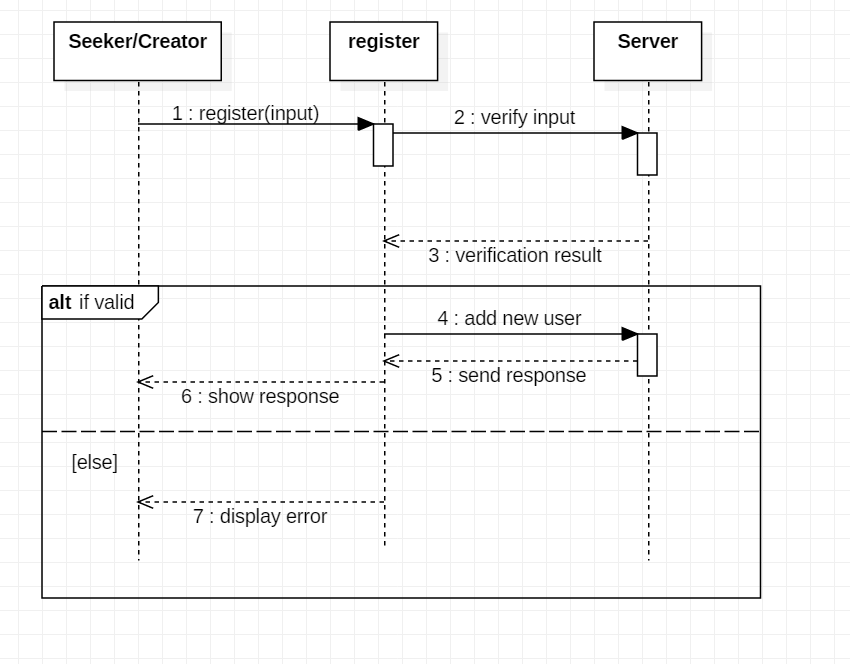 Seeker/Creator
register
Server
1 : register(input)
2 : verify input
3 : verification result
alt if valid
4 : add new user
5 : send response
6 : show response
[else]
7 : display error